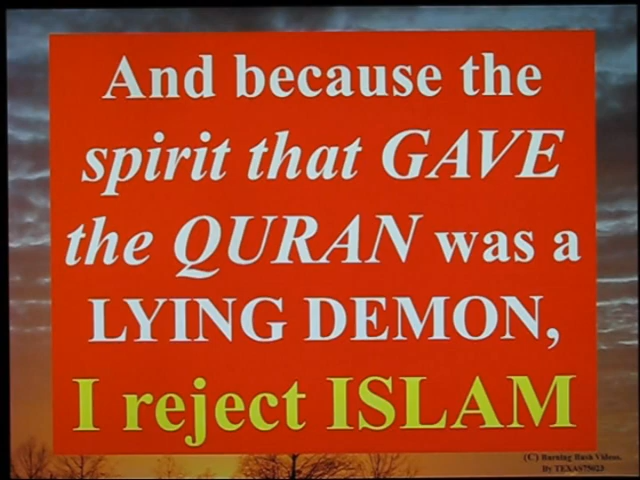 And because the
spirit that GAVE
the QURAN was a
LYING DEMON,
I reject ISLAM
(C) Burning Bush Videos.
By TEXAS75023